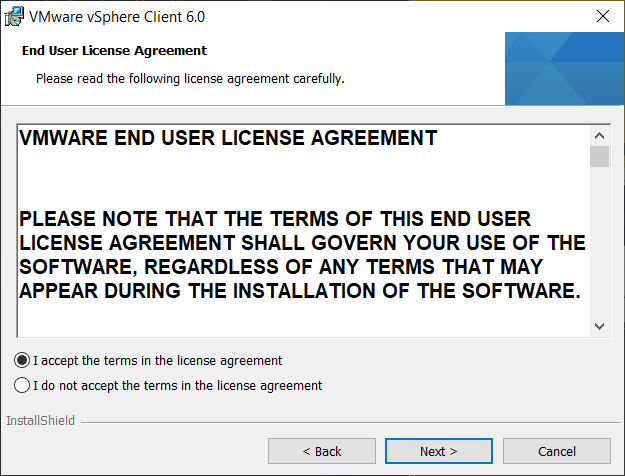 VMware vSphere Client 6.0
End User License Agreement
Please read the following license agreement carefully.
VMWARE END USER LICENSE AGREEMENT
PLEASE NOTE THAT THE TERMS OF THIS END USER
LICENSE AGREEMENT SHALL GOVERN YOUR USE OF THE
SOFTWARE, REGARDLESS OF ANY TERMS THAT MAY
APPEAR DURING THE INSTALLATION OF THE SOFTWARE.
I accept the terms in the license agreement
I do not accept the terms in the license agreement
InstallShield
< Back Next > Cancel